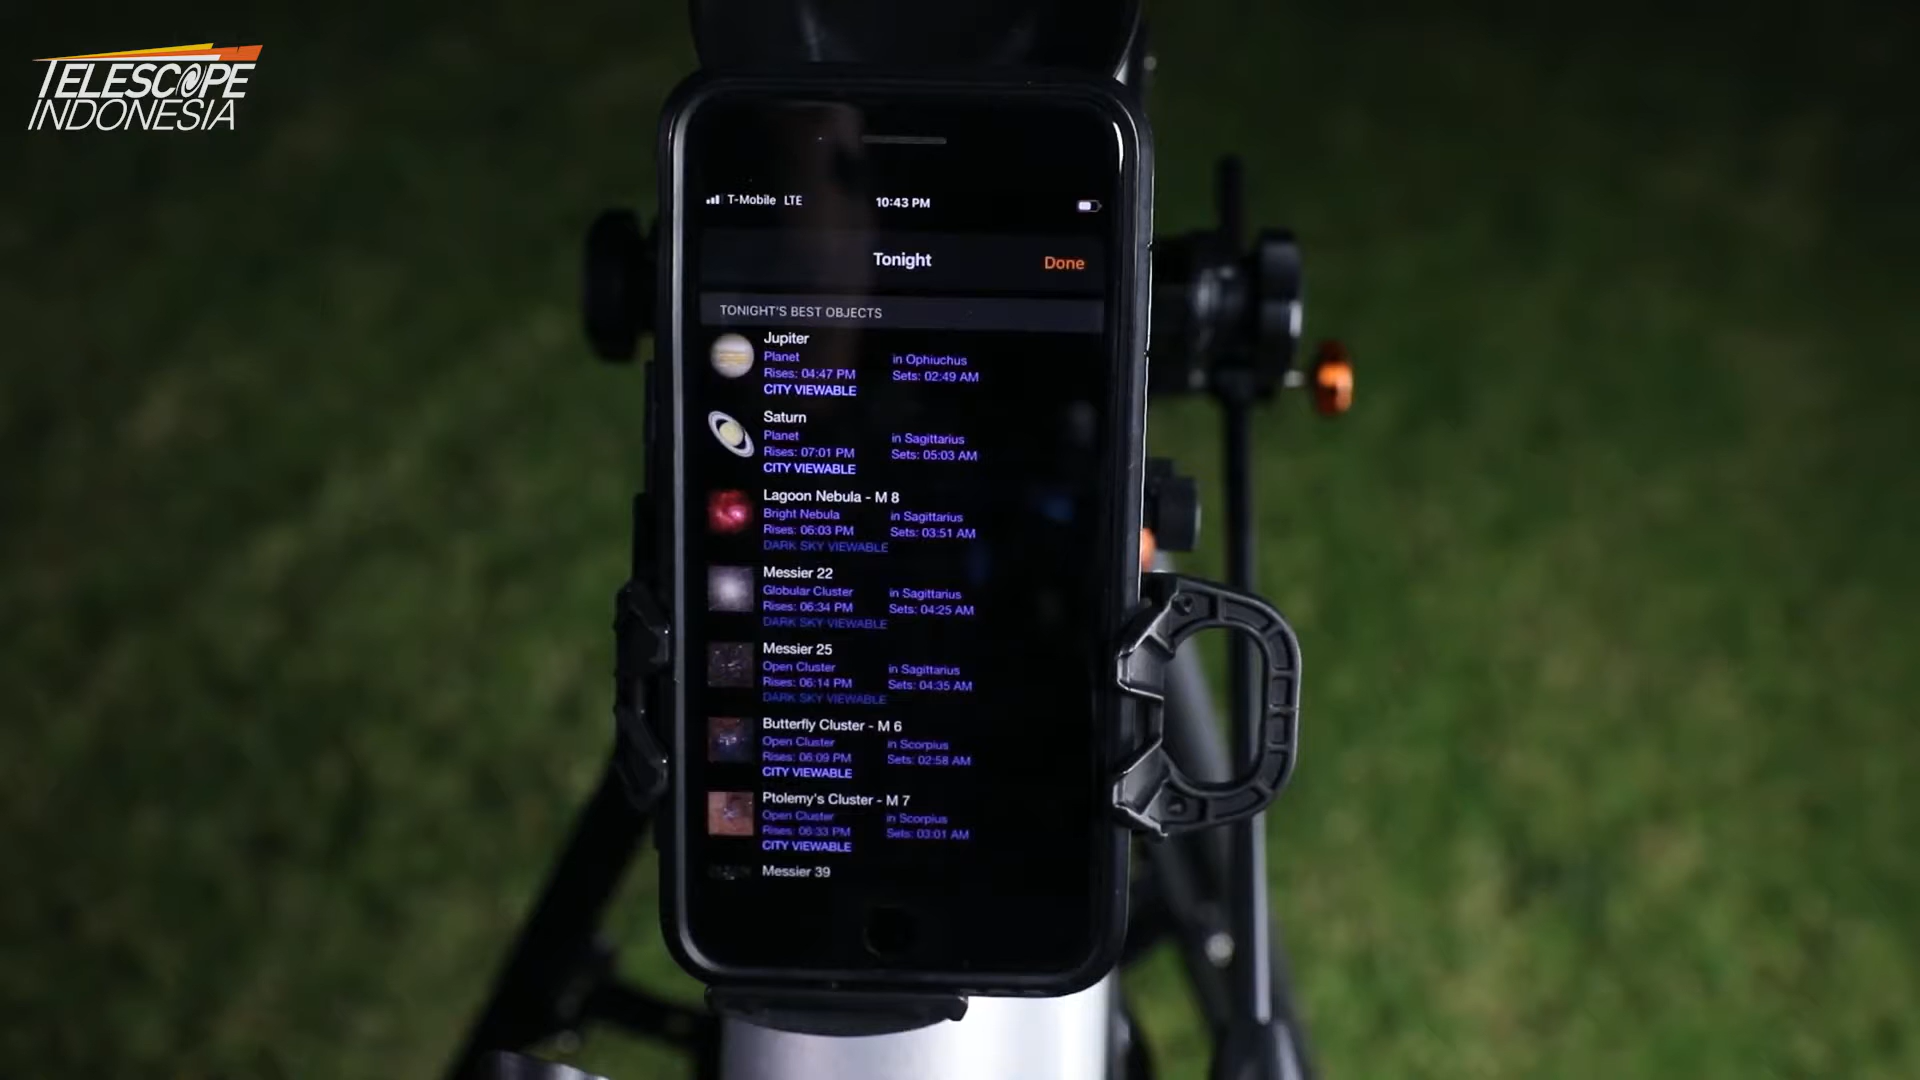 TELESCOPE
INDONESIA
T-Mobile LTE 10:43 PM
Tonight Done
TONIGHT'S BEST OBJECTS
Jupiter
Planet in Ophiuchus
Rises: 04:47 PM Sets: 02:49 AM
CITY VIEWABLE
Saturn
Planet in Sagittarius
Rises: 07:01 PM Sets: 05:03 AM
CITY VIEWABLE
Lagoon Nebula - M 8
Bright Nebula in Sagittarius
Rises: 06:03 PM Sets: 03:51 AM
DARK SKY VIEWABLE
Messier 22
Globular Cluster in Sagittarius
Rises: 06:34 PM Sets: 04:25 AM
DARK SKY VIEWABLE
Messier 25
Open Cluster in Sagittarius
Rises: 06:14 PM Sets: 04:35 AM
DARK SKY VIEWABLE
Butterfly Cluster - M 6
Open Cluster in Scorpius
Rises: 06:09 PM Sets: 02:58 AM
CITY VIEWABLE
Ptolemy's Cluster - M 7
Open Cluster in Scorpius
Rises: 06:33 PM Sets: 03:01 AM
CITY VIEWABLE
Messier 39